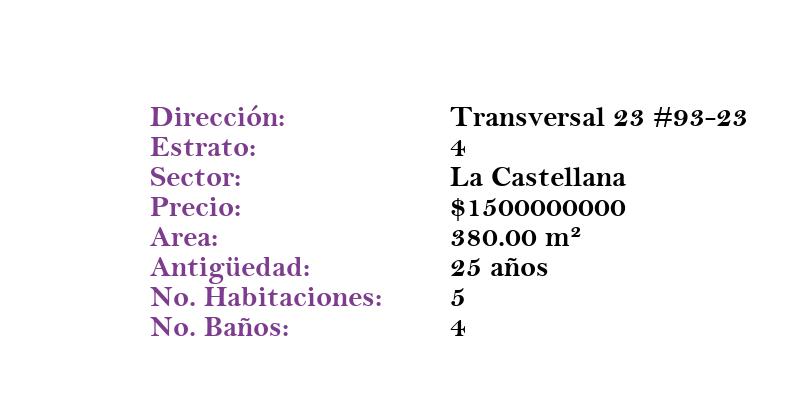 Dirección: Transversal 23 #93-23
Estrato: 4
Sector: La Castellana
Precio: $1500000000
Area: 380.00 m²
Antigüedad: 25 años
No. Habitaciones: 5
No. Baños: 4